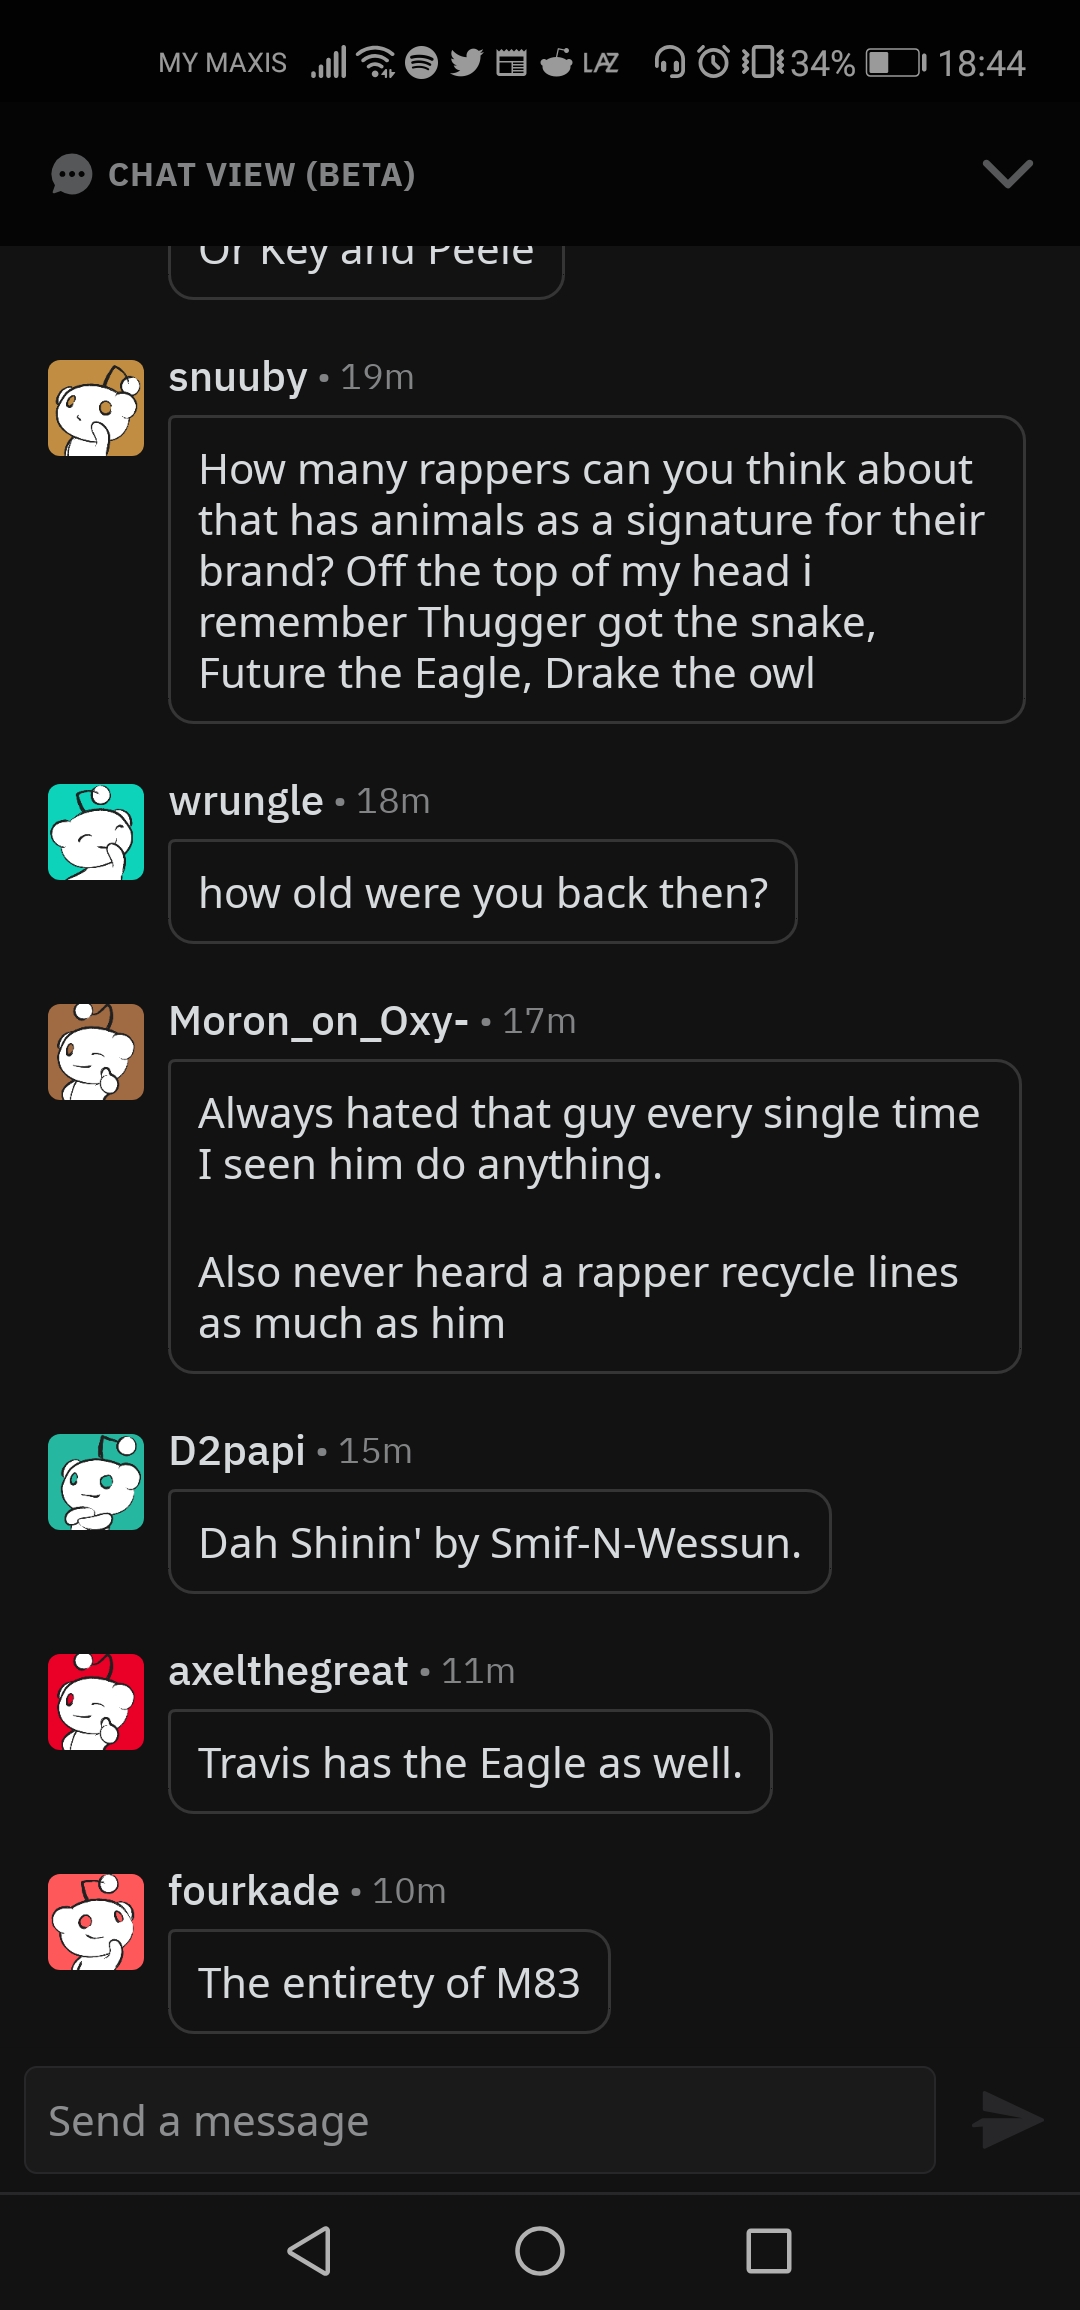 MY MAXIS LAZ 34% 18:44
CHAT VIEW (BETA)
Or Key and Peele
snuuby • 19m
How many rappers can you think about
that has animals as a signature for their
brand? Off the top of my head i
remember Thugger got the snake,
Future the Eagle, Drake the owl
wrungle • 18m
how old were you back then?
Moron_on_Oxy- • 17m
Always hated that guy every single time
I seen him do anything.
Also never heard a rapper recycle lines
as much as him
D2papi • 15m
Dah Shinin' by Smif-N-Wessun.
axelthegreat • 11m
Travis has the Eagle as well.
fourkade • 10m
The entirety of M83
Send a message